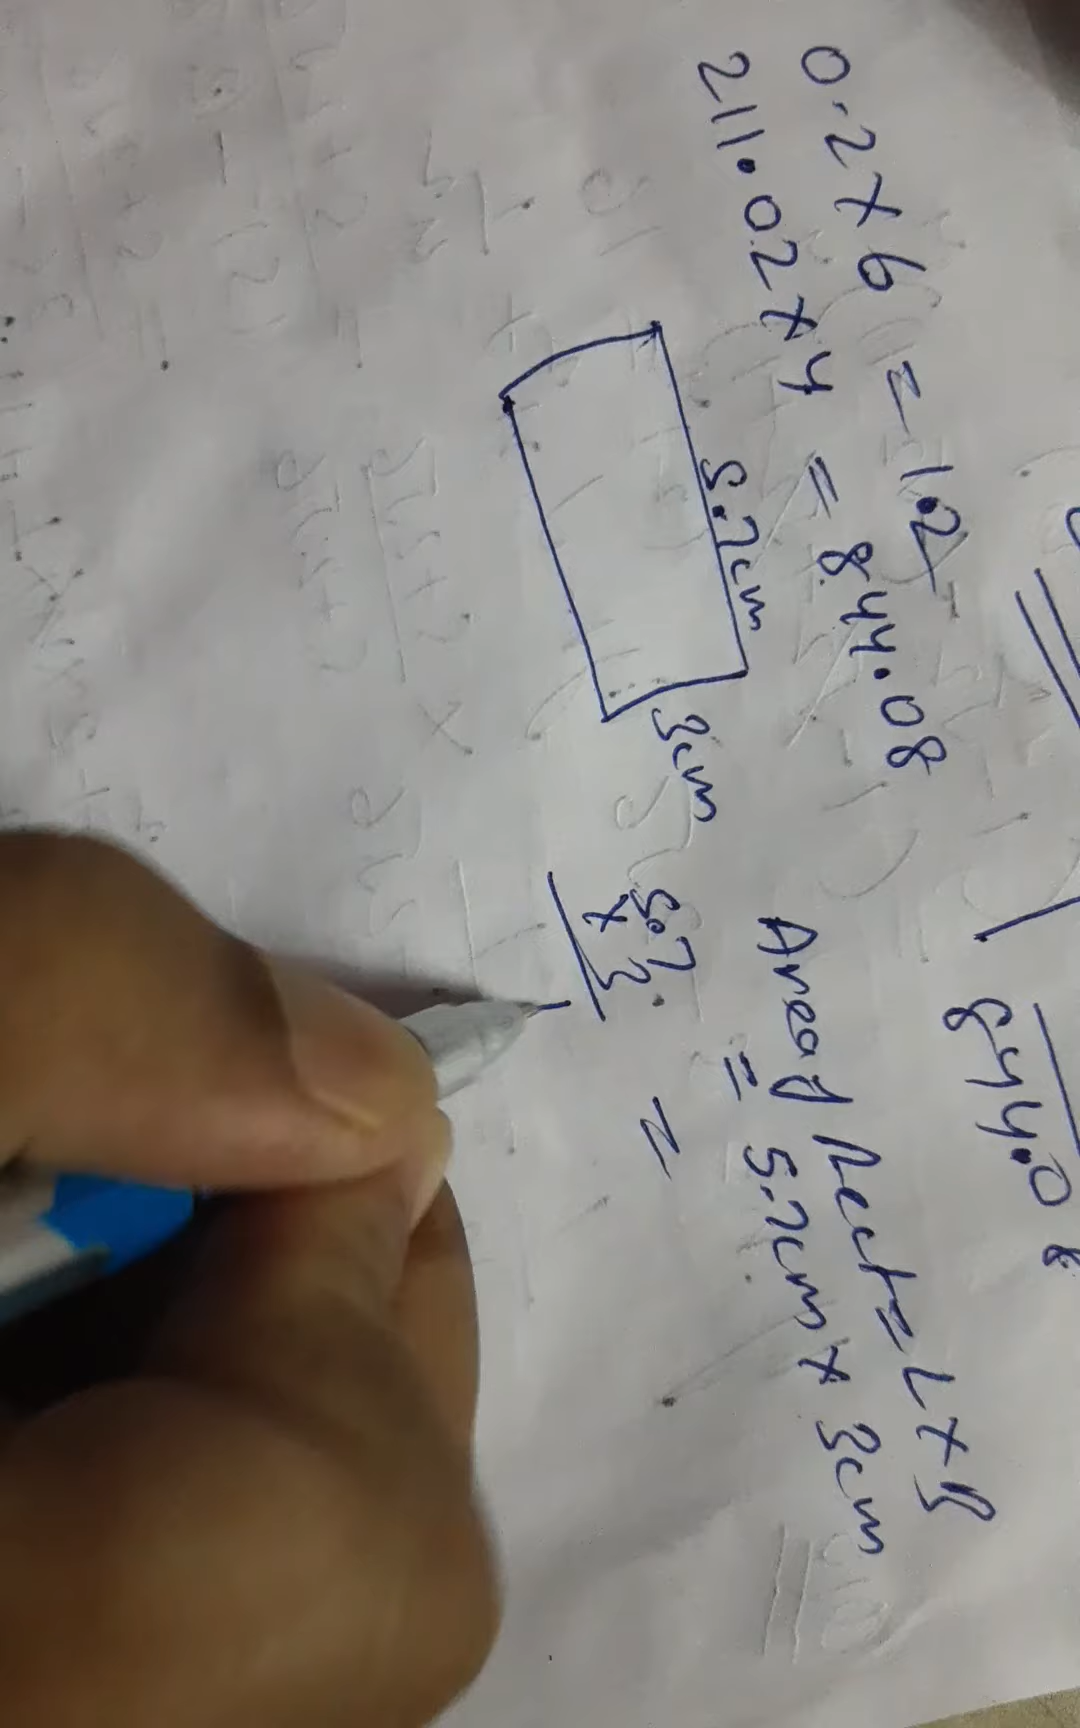 0.2 × 6 = 1.2
211.02 × 4 = 844.08
844.08
5.7cm
3cm
Area of Rect = L × B
= 5.7cm × 3cm
=
5.7
× 3